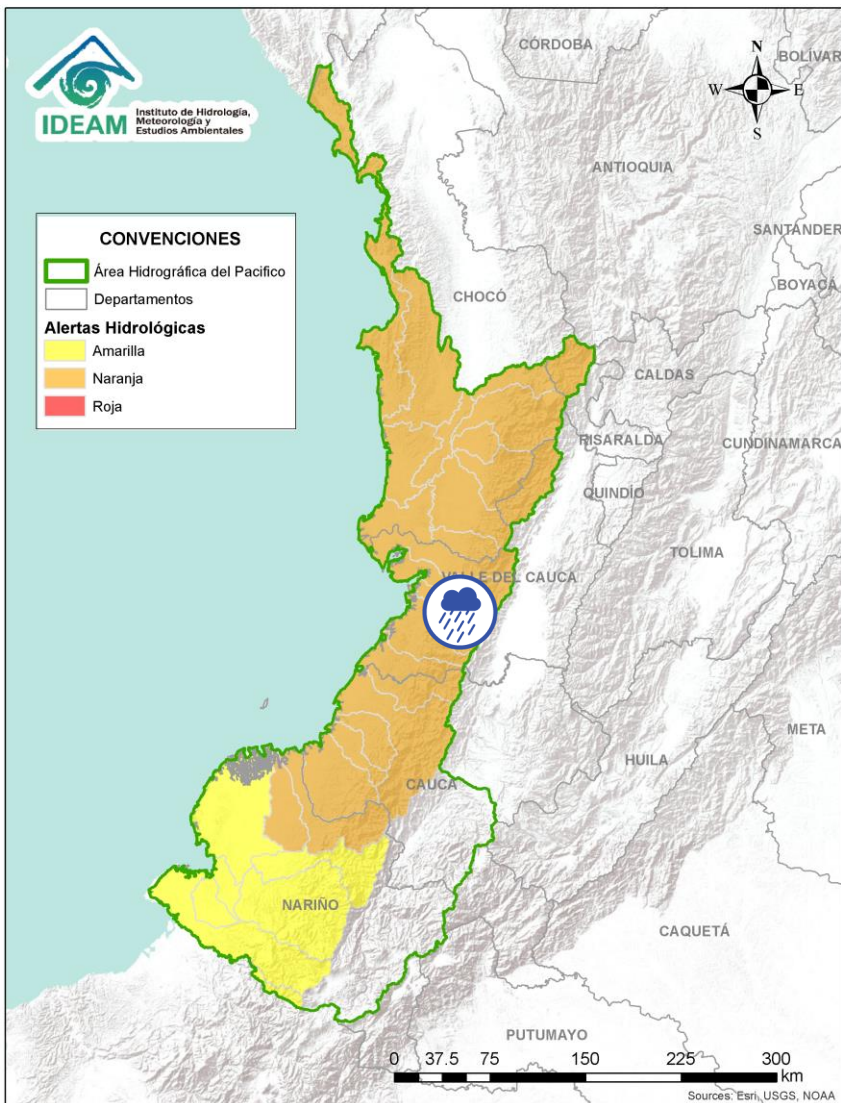 IDEAM
Instituto de Hidrología,
Meteorología y
Estudios Ambientales
CÓRDOBA
BOLÍVAR
N
W
E
S
ANTIOQUIA
SANTANDER
BOYACÁ
CONVENCIONES
Área Hidrográfica del Pacifico
Departamentos
Alertas Hidrológicas
Amarilla
Naranja
Roja
CHOCÓ
CALDAS
RISARALDA
CUNDINAMARCA
QUINDÍO
TOLIMA
VALLE DEL CAUCA
META
HUILA
CAUCA
NARIÑO
CAQUETÁ
PUTUMAYO
0 37.5 75 150 225 300
km
Sources: Esri, USGS, NOAA